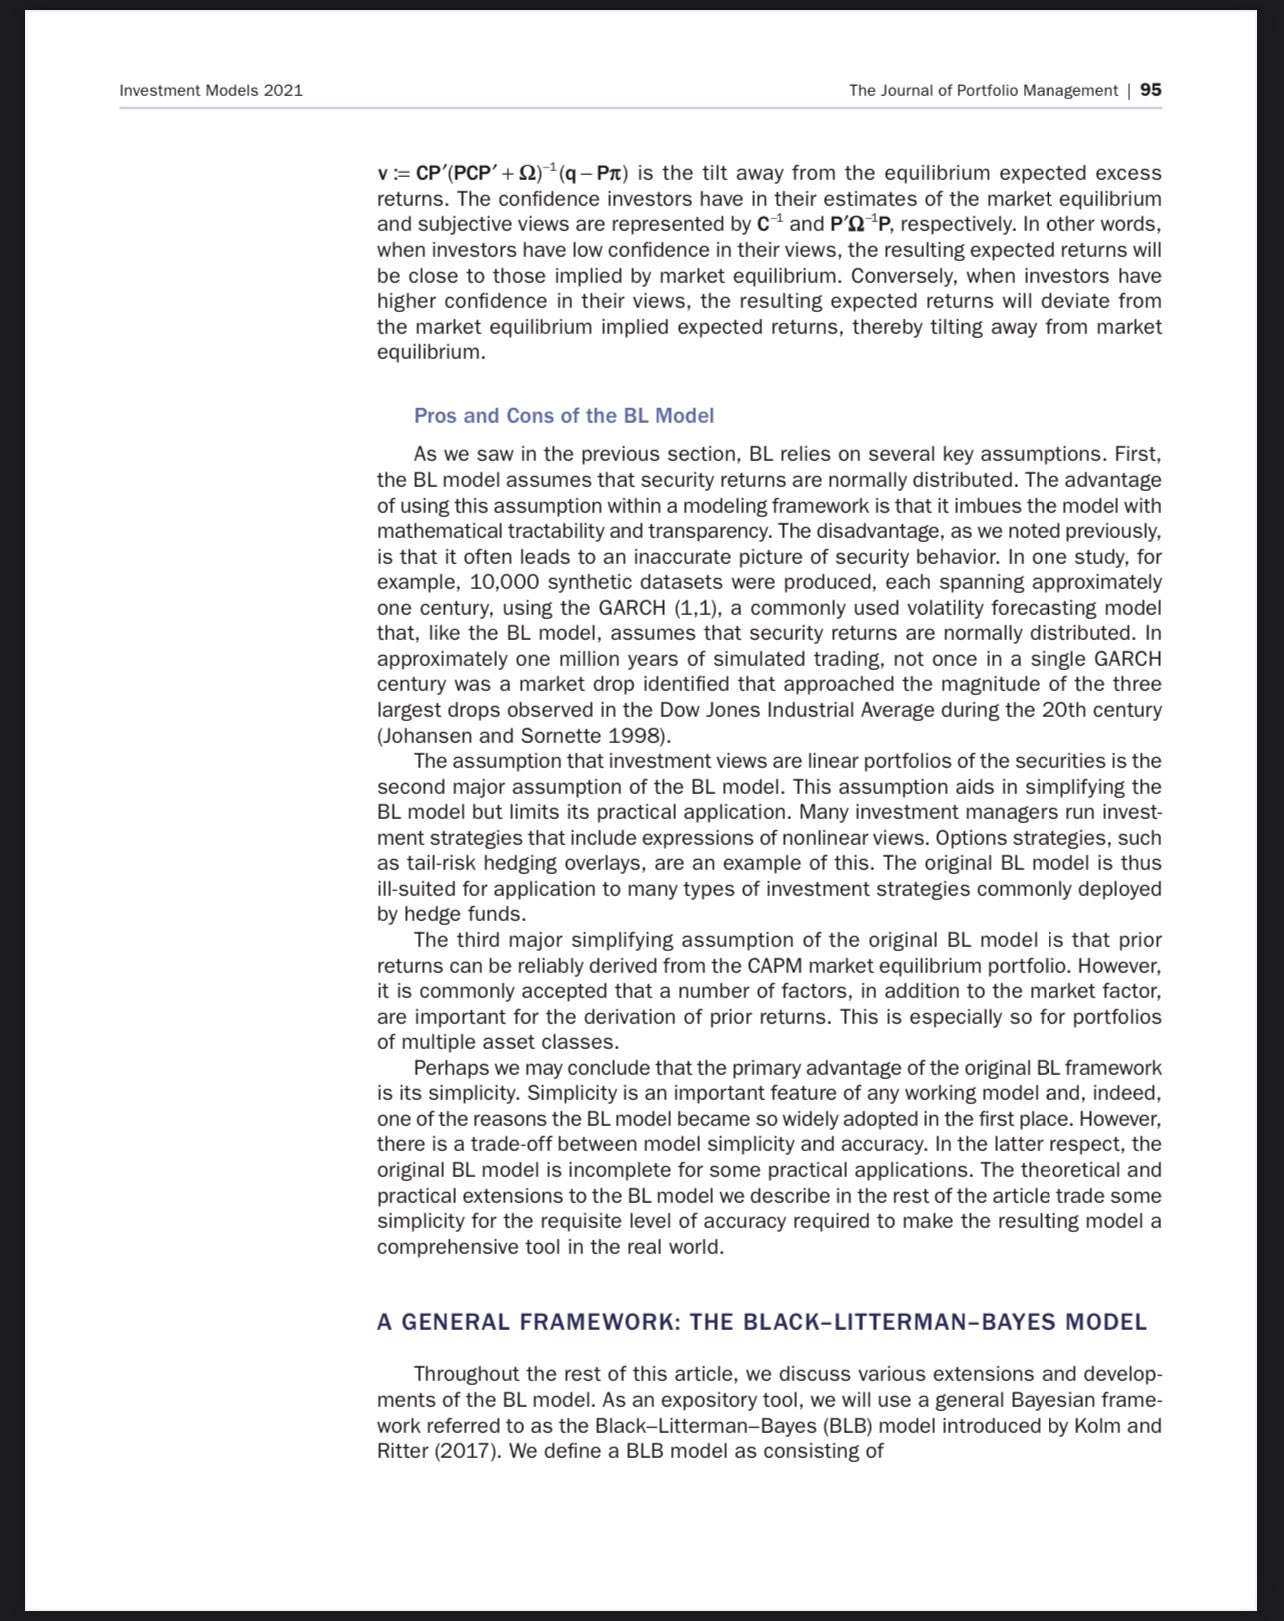 Investment Models 2021
The Journal of Portfolio Management | 95
v := CP′(PCP′ + Ω)⁻¹(q – Pπ) is the tilt away from the equilibrium expected excess
returns. The confidence investors have in their estimates of the market equilibrium
and subjective views are represented by C⁻¹ and P′Ω⁻¹P, respectively. In other words,
when investors have low confidence in their views, the resulting expected returns will
be close to those implied by market equilibrium. Conversely, when investors have
higher confidence in their views, the resulting expected returns will deviate from
the market equilibrium implied expected returns, thereby tilting away from market
equilibrium.
Pros and Cons of the BL Model
As we saw in the previous section, BL relies on several key assumptions. First,
the BL model assumes that security returns are normally distributed. The advantage
of using this assumption within a modeling framework is that it imbues the model with
mathematical tractability and transparency. The disadvantage, as we noted previously,
is that it often leads to an inaccurate picture of security behavior. In one study, for
example, 10,000 synthetic datasets were produced, each spanning approximately
one century, using the GARCH (1,1), a commonly used volatility forecasting model
that, like the BL model, assumes that security returns are normally distributed. In
approximately one million years of simulated trading, not once in a single GARCH
century was a market drop identified that approached the magnitude of the three
largest drops observed in the Dow Jones Industrial Average during the 20th century
(Johansen and Sornette 1998).
The assumption that investment views are linear portfolios of the securities is the
second major assumption of the BL model. This assumption aids in simplifying the
BL model but limits its practical application. Many investment managers run invest-
ment strategies that include expressions of nonlinear views. Options strategies, such
as tail-risk hedging overlays, are an example of this. The original BL model is thus
ill-suited for application to many types of investment strategies commonly deployed
by hedge funds.
The third major simplifying assumption of the original BL model is that prior
returns can be reliably derived from the CAPM market equilibrium portfolio. However,
it is commonly accepted that a number of factors, in addition to the market factor,
are important for the derivation of prior returns. This is especially so for portfolios
of multiple asset classes.
Perhaps we may conclude that the primary advantage of the original BL framework
is its simplicity. Simplicity is an important feature of any working model and, indeed,
one of the reasons the BL model became so widely adopted in the first place. However,
there is a trade-off between model simplicity and accuracy. In the latter respect, the
original BL model is incomplete for some practical applications. The theoretical and
practical extensions to the BL model we describe in the rest of the article trade some
simplicity for the requisite level of accuracy required to make the resulting model a
comprehensive tool in the real world.
A GENERAL FRAMEWORK: THE BLACK–LITTERMAN–BAYES MODEL
Throughout the rest of this article, we discuss various extensions and develop-
ments of the BL model. As an expository tool, we will use a general Bayesian frame-
work referred to as the Black–Litterman–Bayes (BLB) model introduced by Kolm and
Ritter (2017). We define a BLB model as consisting of